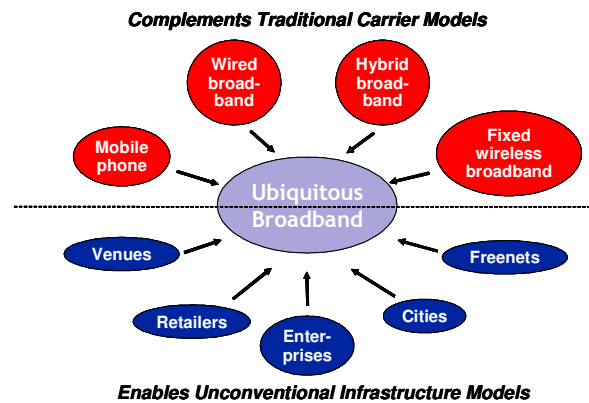 Complements Traditional Carrier Models
Wired
broad-
band
Hybrid
broad-
band
Mobile
phone
Fixed
wireless
broadband
Ubiquitous
Broadband
Venues
Freenets
Retailers
Enter-
prises
Cities
Enables Unconventional Infrastructure Models